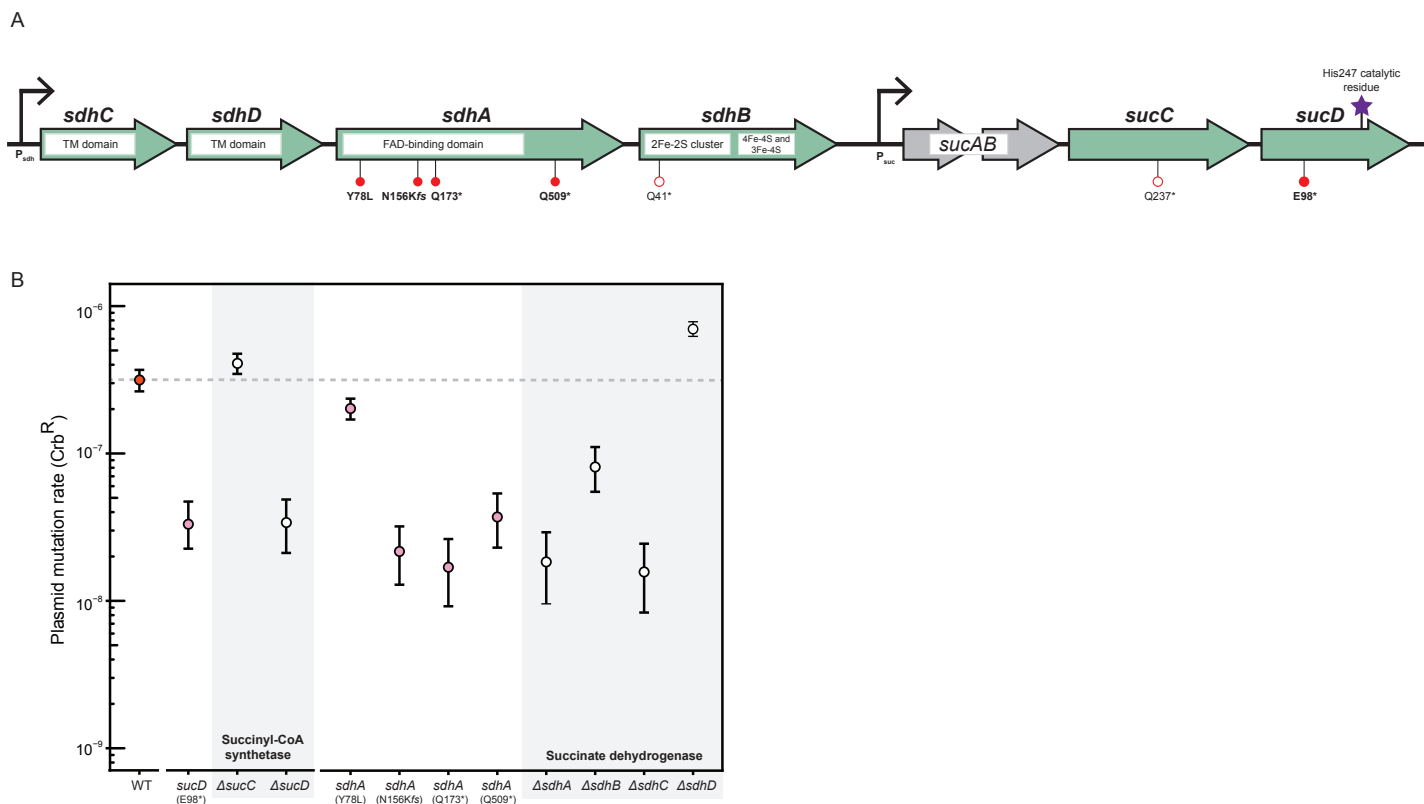 A
His247 catalytic
residue
sdhC sdhD sdhA sdhB sucC sucD
TM domain TM domain FAD-binding domain 2Fe-2S cluster 4Fe-4S and
3Fe-4S
sucAB
Psdh Psuc
Y78L N156Kfs Q173* Q509* Q41* Q237* E98*
B
Plasmid mutation rate (CrbR)
10-6
10-7
10-8
10-9
Succinyl-CoA
synthetase
Succinate dehydrogenase
WT sucD ΔsucC ΔsucD sdhA sdhA sdhA sdhA ΔsdhA ΔsdhB ΔsdhC ΔsdhD
(E98*) (Y78L) (N156Kfs) (Q173*) (Q509*)